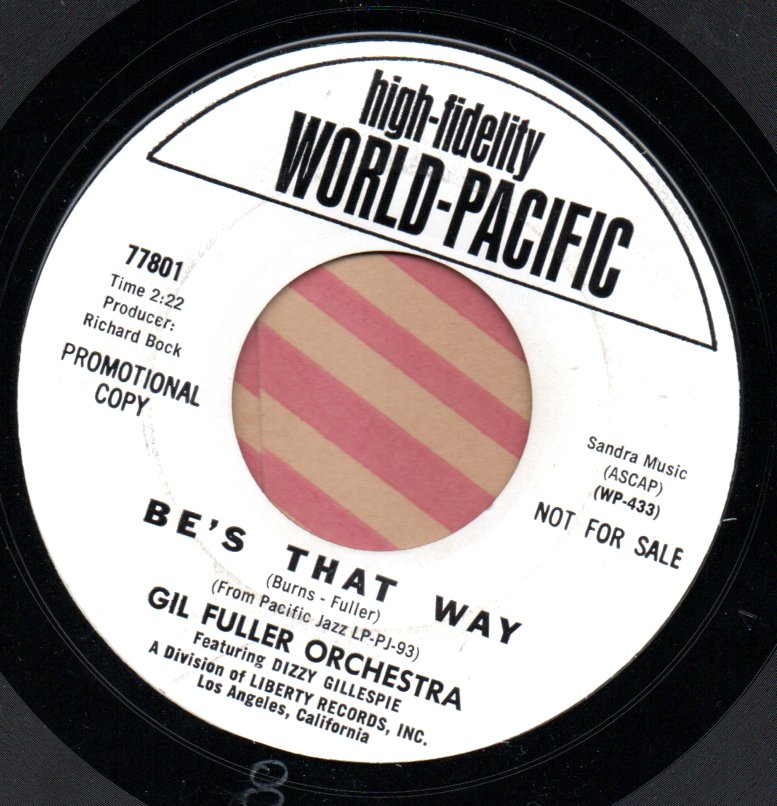 high-fidelity
WORLD-PACIFIC
77801
Time 2:22
Producer:
Richard Bock
PROMOTIONAL
COPY
Sandra Music
(ASCAP)
(WP-433)
NOT FOR SALE
BE'S THAT WAY
(Burns - Fuller)
(From Pacific Jazz LP-PJ-93)
GIL FULLER ORCHESTRA
Featuring DIZZY GILLESPIE
A Division of LIBERTY RECORDS, INC.
Los Angeles, California
8